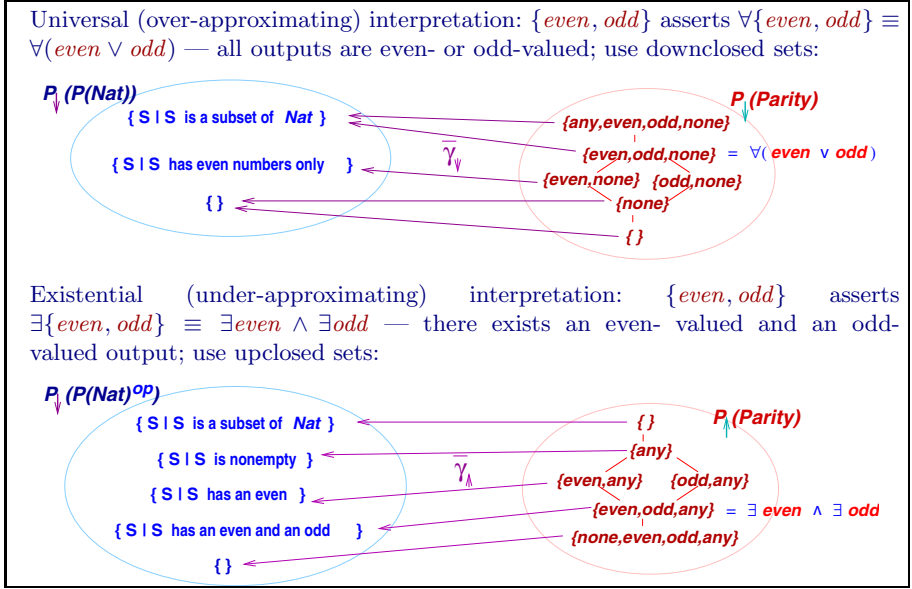 Universal (over-approximating) interpretation: {even, odd} asserts ∀{even, odd} ≡
∀(even ∨ odd) — all outputs are even- or odd-valued; use downclosed sets:
P↓(P(Nat))
P↓(Parity)
{ S | S is a subset of Nat }
{any,even,odd,none}
{even,odd,none} = ∀( even ∨ odd )
{ S | S has even numbers only }
γ̅⇓
{even,none} {odd,none}
{ }
{none}
{ }
Existential (under-approximating) interpretation: {even, odd} asserts
∃{even, odd} ≡ ∃even ∧ ∃odd — there exists an even- valued and an odd-
valued output; use upclosed sets:
P↓(P(Nat)op)
P↑(Parity)
{ S | S is a subset of Nat }
{ }
{ S | S is nonempty }
{any}
γ̅⇑
{even,any} {odd,any}
{ S | S has an even }
{even,odd,any} = ∃ even ∧ ∃ odd
{ S | S has an even and an odd }
{none,even,odd,any}
{ }